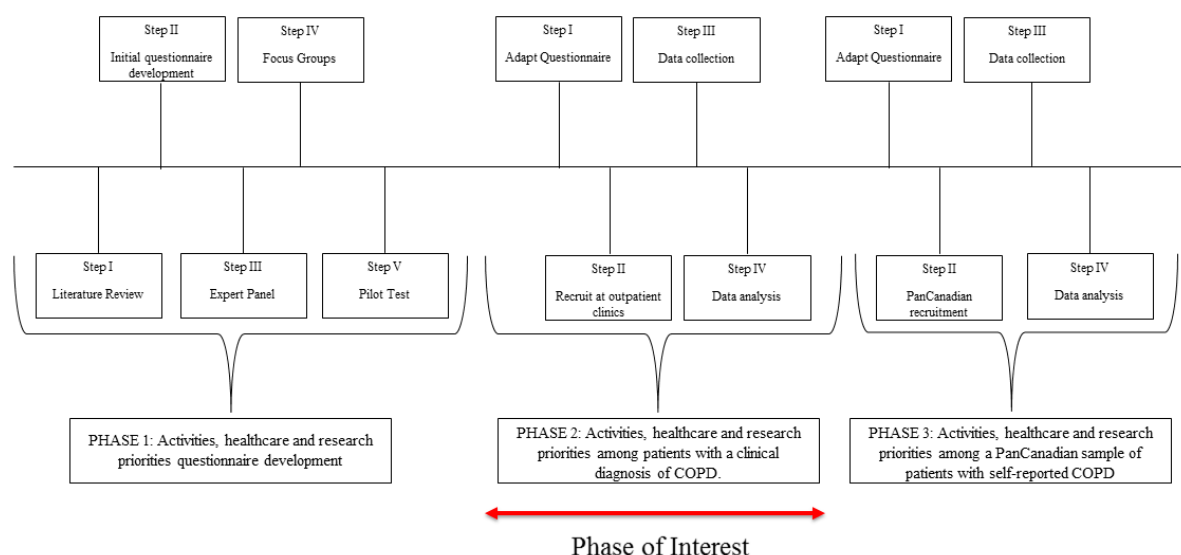 Step II
Initial questionnaire
development
Step IV
Focus Groups
Step I
Adapt Questionnaire
Step III
Data collection
Step I
Adapt Questionnaire
Step III
Data collection
Step I
Literature Review
Step III
Expert Panel
Step V
Pilot Test
Step II
Recruit at outpatient
clinics
Step IV
Data analysis
Step II
PanCanadian
recruitment
Step IV
Data analysis
PHASE 1: Activities, healthcare and research
priorities questionnaire development
PHASE 2: Activities, healthcare and research
priorities among patients with a clinical
diagnosis of COPD.
PHASE 3: Activities, healthcare and research
priorities among a PanCanadian sample of
patients with self-reported COPD
Phase of Interest